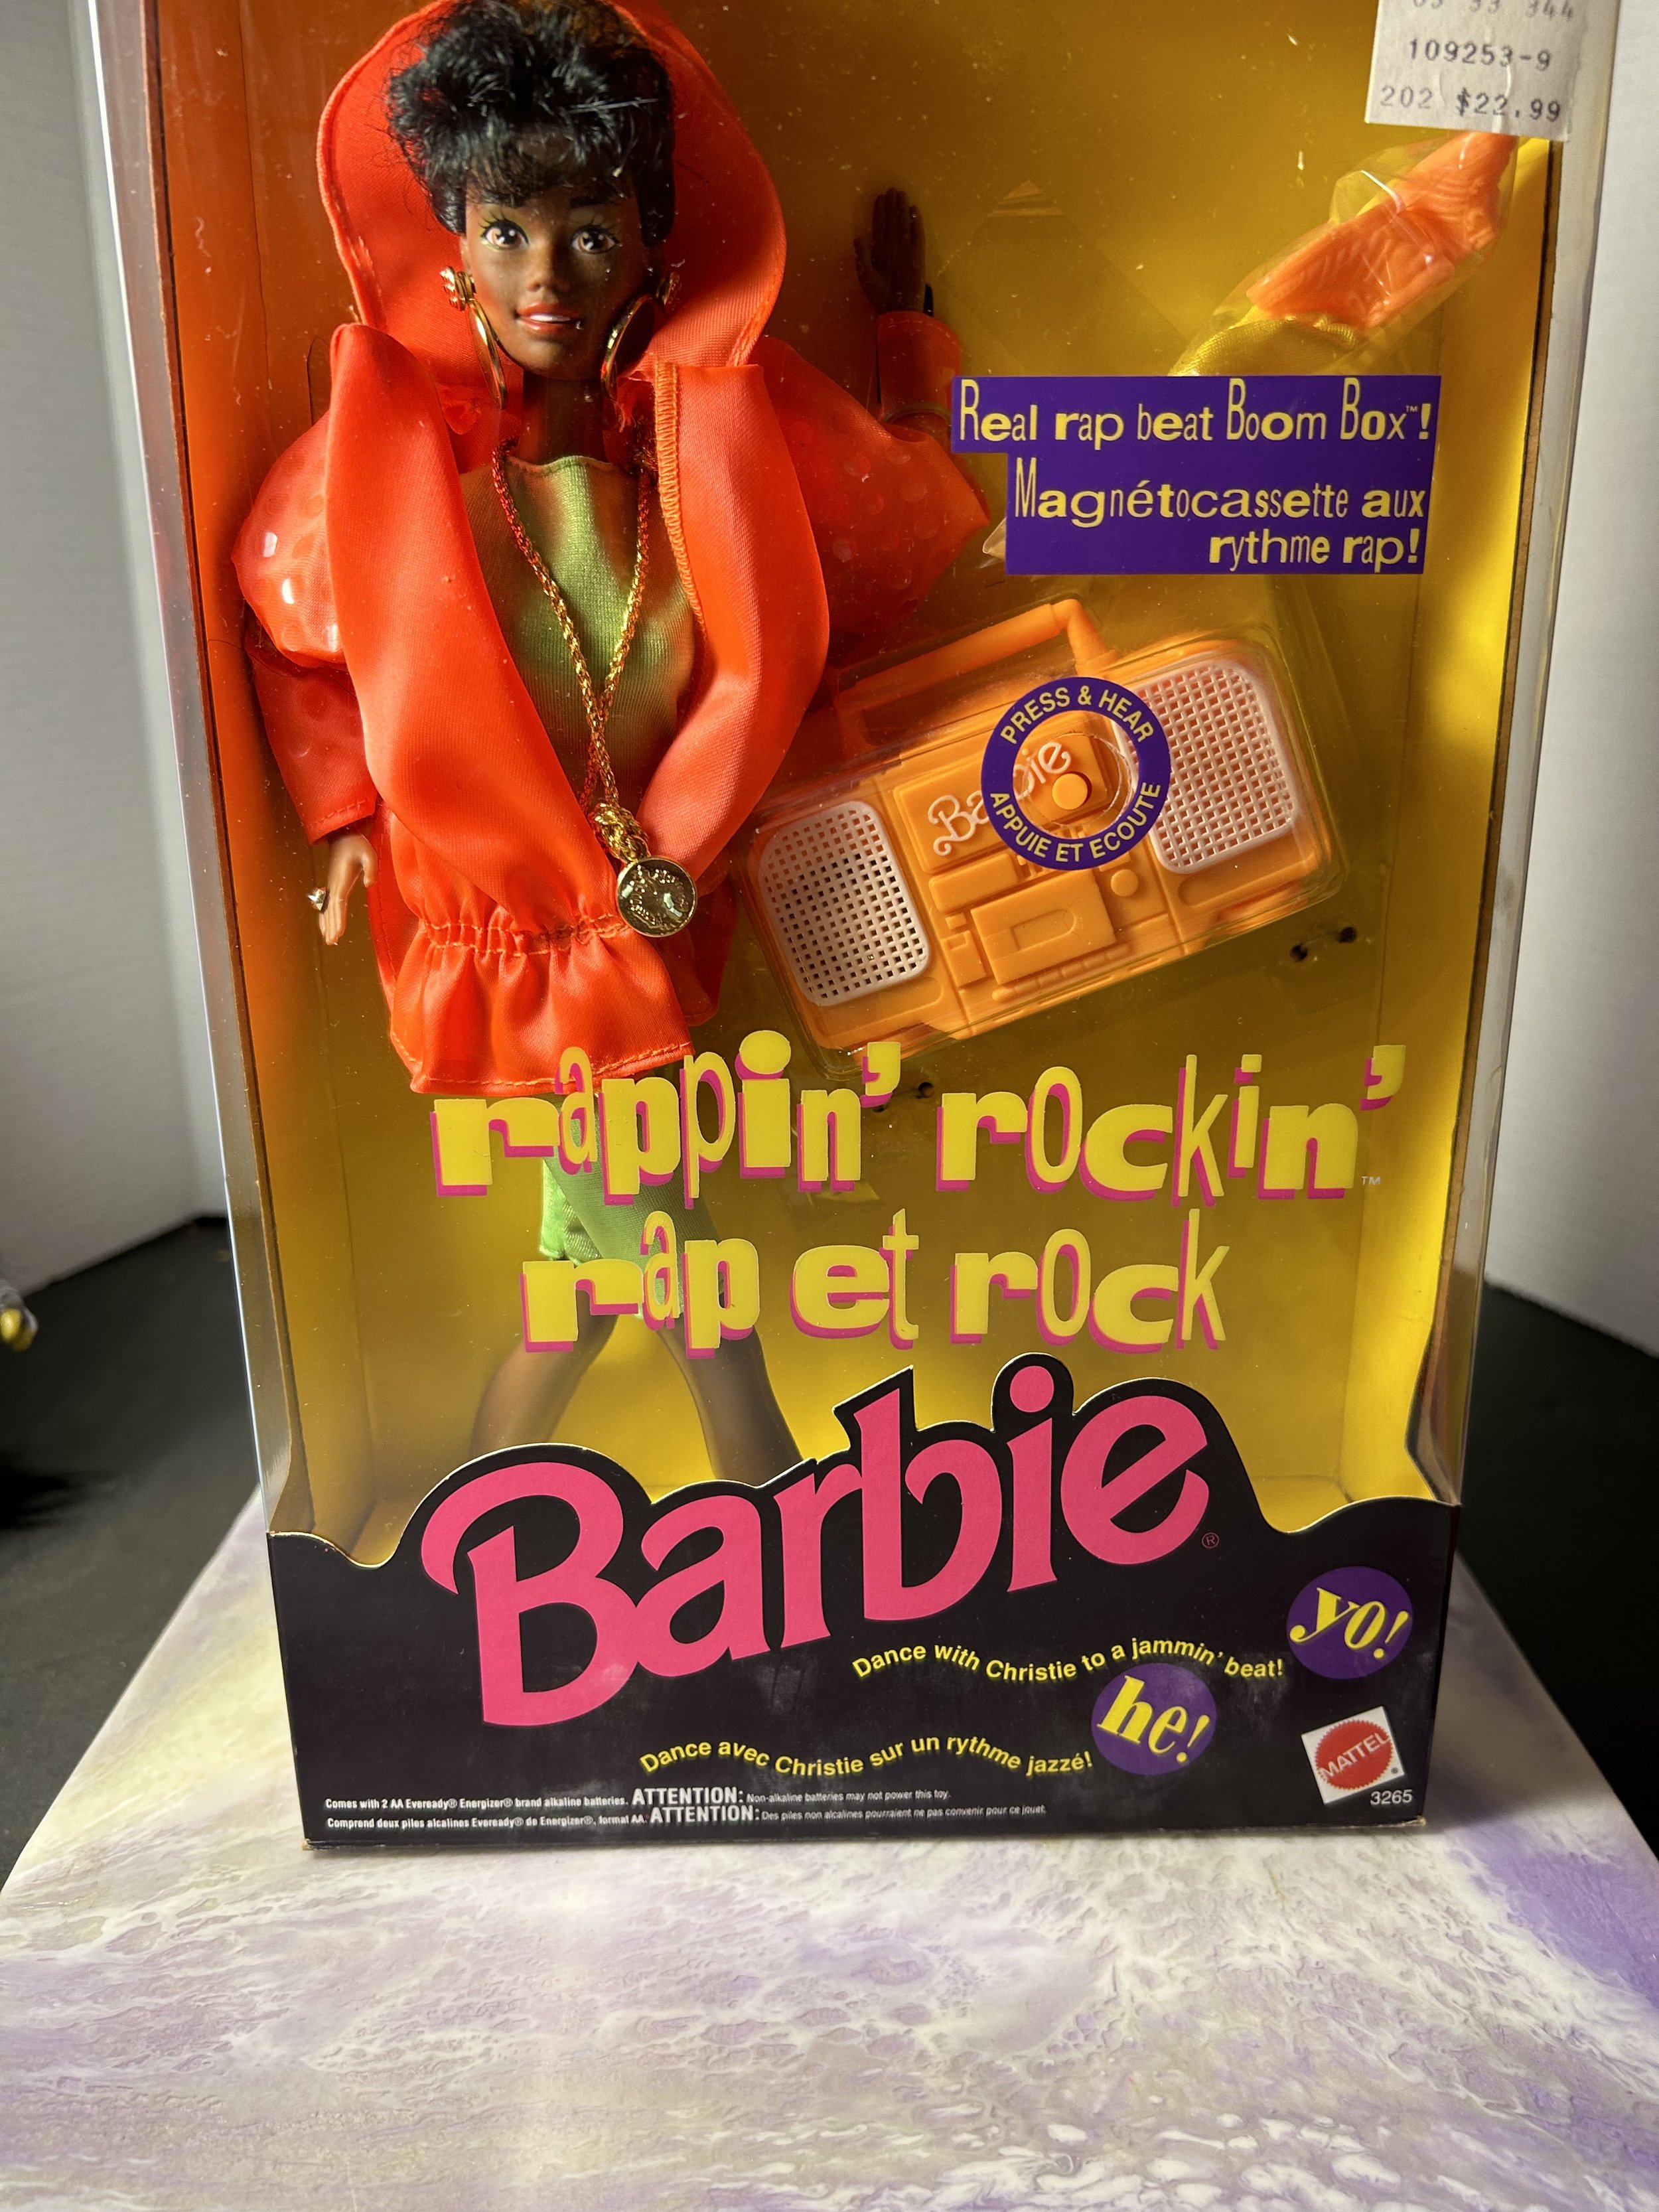 109253-9
202 $22.99
Real rap beat Boom Box™!
Magnétocassette aux
rythme rap!
PRESS & HEAR
APPUIE ET ECOUTE
Barbie
rappin' rockin'™
rap et rock
Barbie®
Dance with Christie to a jammin' beat!
yo!
Dance avec Christie sur un rythme jazzé!
he!
MATTEL
3265
Comes with 2 AA Eveready® Energizer® brand alkaline batteries. ATTENTION: Non-alkaline batteries may not power this toy.
Comprend deux piles alcalines Eveready® de Energizer®, format AA. ATTENTION: Des piles non alcalines pourraient ne pas convenir pour ce jouet.